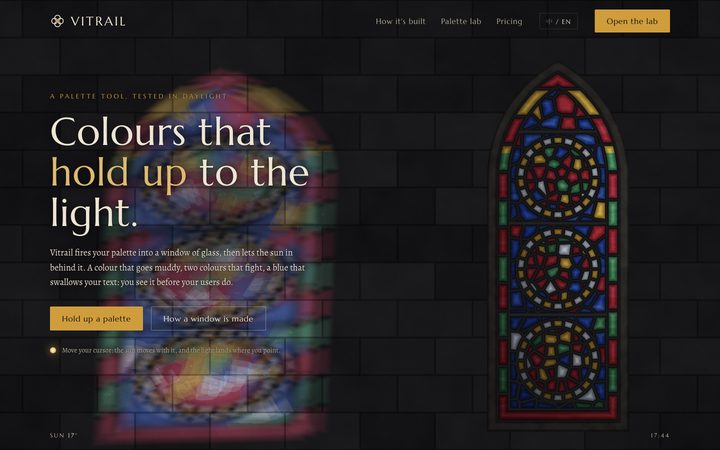 VITRAIL
How it's built
Palette lab
Pricing
中 / EN
Open the lab
A PALETTE TOOL, TESTED IN DAYLIGHT
Colours that
hold up to the
light.
Vitrail fires your palette into a window of glass, then lets the sun in
behind it. A colour that goes muddy, two colours that fight, a blue that
swallows your text: you see it before your users do.
Hold up a palette
How a window is made
Move your cursor: the sun moves with it, and the light lands where you point.
SUN 17°
17:44